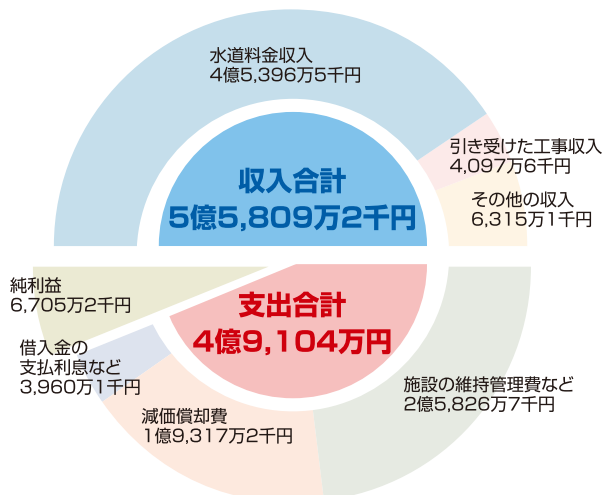 水道料金収入
4億5,396万5千円
引き受けた工事収入
4,097万6千円
その他の収入
6,315万1千円
収入合計
5億5,809万2千円
純利益
6,705万2千円
支出合計
4億9,104万円
借入金の
支払利息など
3,960万1千円
減価償却費
1億9,317万2千円
施設の維持管理費など
2億5,826万7千円